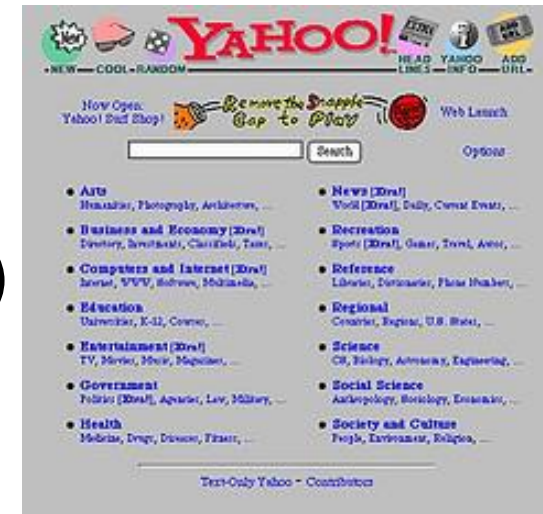 New
EXTRA
i
ADD URL
YAHOO!
NEW COOL RANDOM
HEAD LINES YAHOO INFO ADD URL
Now Open:
Yahoo! Surf Shop!
Remove the Snapple
Gap to Play
Web Launch
Search
Options
Arts
Humanities, Photography, Architecture, ...
Business and Economy [Xtra!]
Directory, Investments, Classifieds, Taxes, ...
Computers and Internet [Xtra!]
Internet, WWW, Software, Multimedia, ...
Education
Universities, K-12, Courses, ...
Entertainment [Xtra!]
TV, Movies, Music, Magazines, ...
Government
Politics [Xtra!], Agencies, Law, Military, ...
Health
Medicine, Drugs, Diseases, Fitness, ...
News [Xtra!]
World [Xtra!], Daily, Current Events, ...
Recreation
Sports [Xtra!], Games, Travel, Autos, ...
Reference
Libraries, Dictionaries, Phone Numbers, ...
Regional
Countries, Regions, U.S. States, ...
Science
CS, Biology, Astronomy, Engineering, ...
Social Science
Anthropology, Sociology, Economics, ...
Society and Culture
People, Environment, Religion, ...
Text-Only Yahoo - Contributors